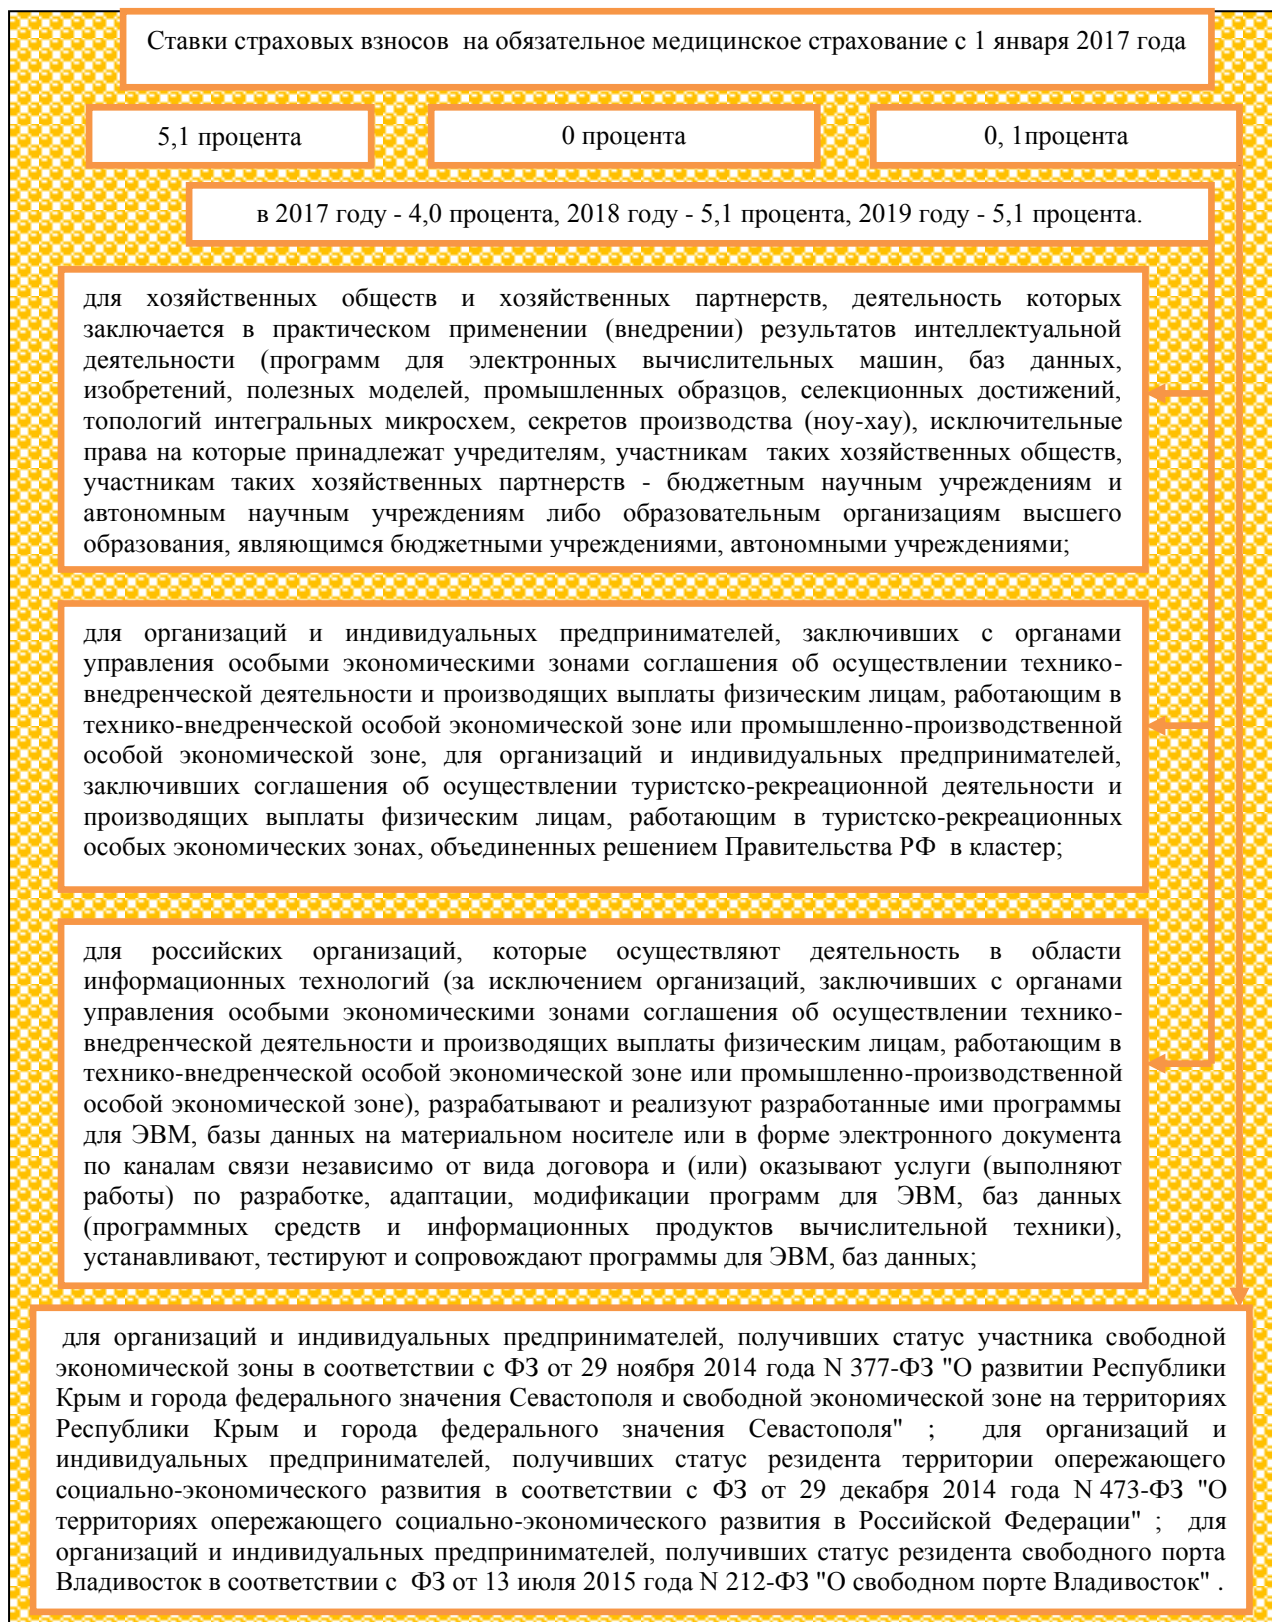 Ставки страховых взносов на обязательное медицинское страхование с 1 января 2017 года
5,1 процента
0 процента
0, 1процента
в 2017 году - 4,0 процента, 2018 году - 5,1 процента, 2019 году - 5,1 процента.
для хозяйственных обществ и хозяйственных партнерств, деятельность которых
заключается в практическом применении (внедрении) результатов интеллектуальной
деятельности (программ для электронных вычислительных машин, баз данных,
изобретений, полезных моделей, промышленных образцов, селекционных достижений,
топологий интегральных микросхем, секретов производства (ноу-хау), исключительные
права на которые принадлежат учредителям, участникам таких хозяйственных обществ,
участникам таких хозяйственных партнерств - бюджетным научным учреждениям и
автономным научным учреждениям либо образовательным организациям высшего
образования, являющимся бюджетными учреждениями, автономными учреждениями;
для организаций и индивидуальных предпринимателей, заключивших с органами
управления особыми экономическими зонами соглашения об осуществлении технико-
внедренческой деятельности и производящих выплаты физическим лицам, работающим в
технико-внедренческой особой экономической зоне или промышленно-производственной
особой экономической зоне, для организаций и индивидуальных предпринимателей,
заключивших соглашения об осуществлении туристско-рекреационной деятельности и
производящих выплаты физическим лицам, работающим в туристско-рекреационных
особых экономических зонах, объединенных решением Правительства РФ в кластер;
для российских организаций, которые осуществляют деятельность в области
информационных технологий (за исключением организаций, заключивших с органами
управления особыми экономическими зонами соглашения об осуществлении технико-
внедренческой деятельности и производящих выплаты физическим лицам, работающим в
технико-внедренческой особой экономической зоне или промышленно-производственной
особой экономической зоне), разрабатывают и реализуют разработанные ими программы
для ЭВМ, базы данных на материальном носителе или в форме электронного документа
по каналам связи независимо от вида договора и (или) оказывают услуги (выполняют
работы) по разработке, адаптации, модификации программ для ЭВМ, баз данных
(программных средств и информационных продуктов вычислительной техники),
устанавливают, тестируют и сопровождают программы для ЭВМ, баз данных;
для организаций и индивидуальных предпринимателей, получивших статус участника свободной
экономической зоны в соответствии с ФЗ от 29 ноября 2014 года N 377-ФЗ "О развитии Республики
Крым и города федерального значения Севастополя и свободной экономической зоне на территориях
Республики Крым и города федерального значения Севастополя" ; для организаций и
индивидуальных предпринимателей, получивших статус резидента территории опережающего
социально-экономического развития в соответствии с ФЗ от 29 декабря 2014 года N 473-ФЗ "О
территориях опережающего социально-экономического развития в Российской Федерации" ; для
организаций и индивидуальных предпринимателей, получивших статус резидента свободного порта
Владивосток в соответствии с ФЗ от 13 июля 2015 года N 212-ФЗ "О свободном порте Владивосток" .